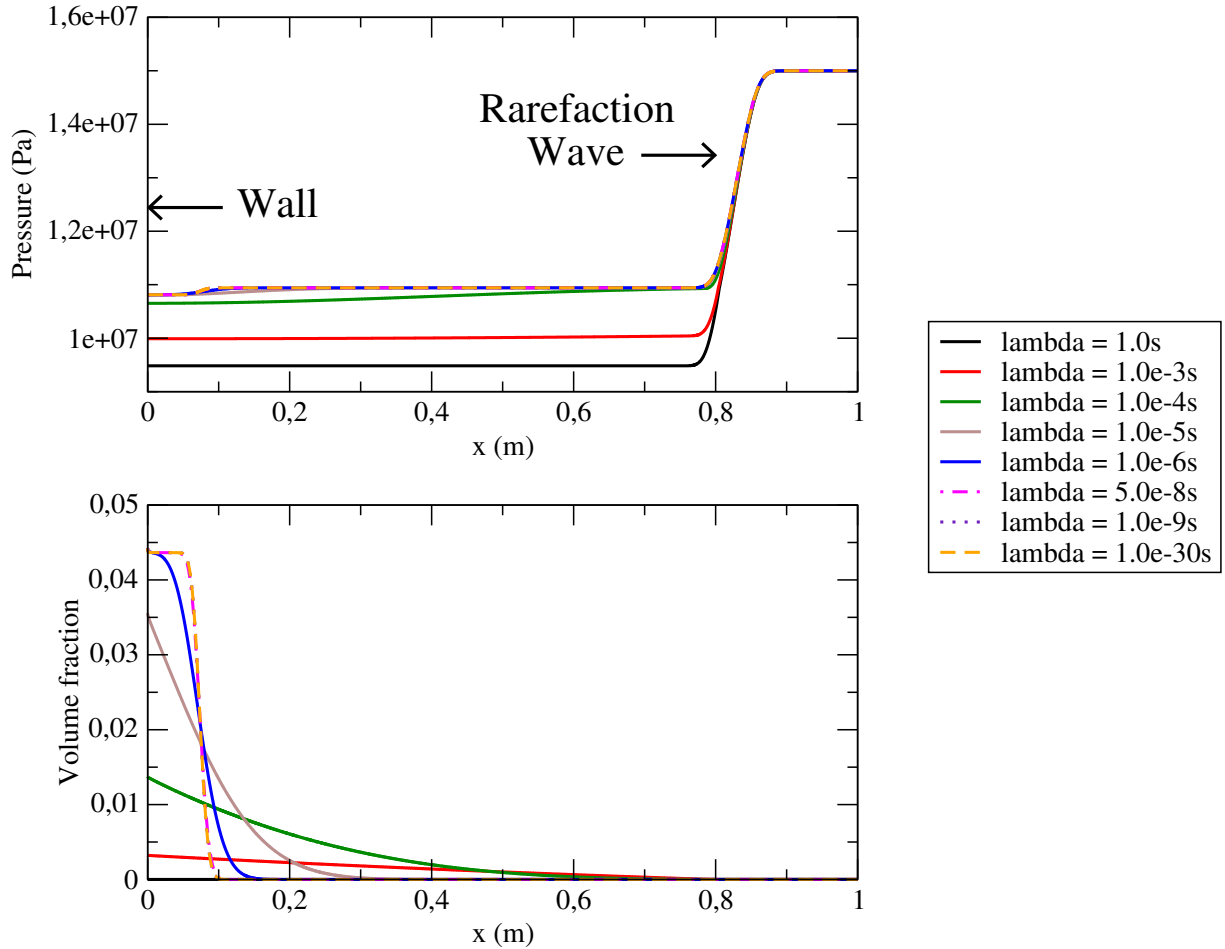 1,6e+07
1,4e+07
1,2e+07
1e+07
Pressure (Pa)
Rarefaction
Wave
Wall
0 0,2 0,4 0,6 0,8 1
x (m)
lambda = 1.0s
lambda = 1.0e-3s
lambda = 1.0e-4s
lambda = 1.0e-5s
lambda = 1.0e-6s
lambda = 5.0e-8s
lambda = 1.0e-9s
lambda = 1.0e-30s
0,05
0,04
0,03
0,02
0,01
0
Volume fraction
0 0,2 0,4 0,6 0,8 1
x (m)